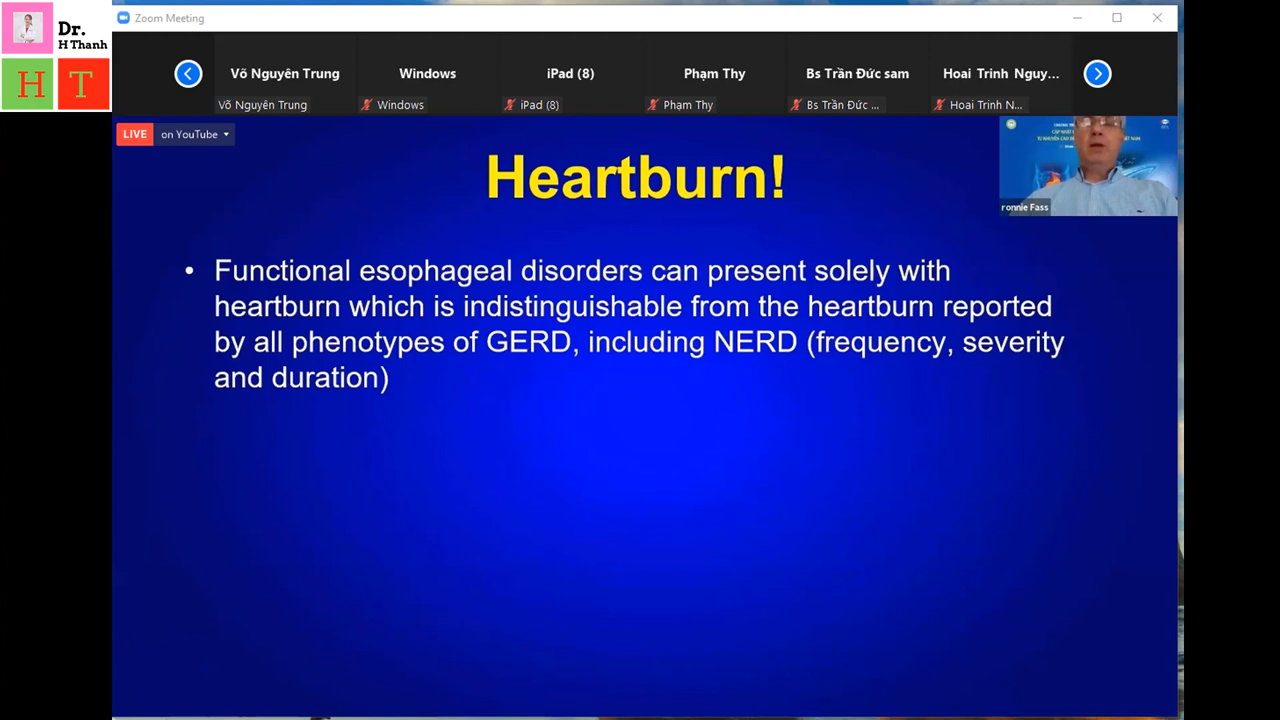 Dr.
H Thanh
H T
Zoom Meeting
Võ Nguyên Trung
Windows
iPad (8)
Phạm Thy
Bs Trần Đức sam
Hoai Trinh Nguy...
Võ Nguyên Trung
Windows
iPad (8)
Phạm Thy
Bs Trần Đức ...
Hoai Trinh N...
LIVE on YouTube
ronnie Fass
Heartburn!
• Functional esophageal disorders can present solely with
heartburn which is indistinguishable from the heartburn reported
by all phenotypes of GERD, including NERD (frequency, severity
and duration)